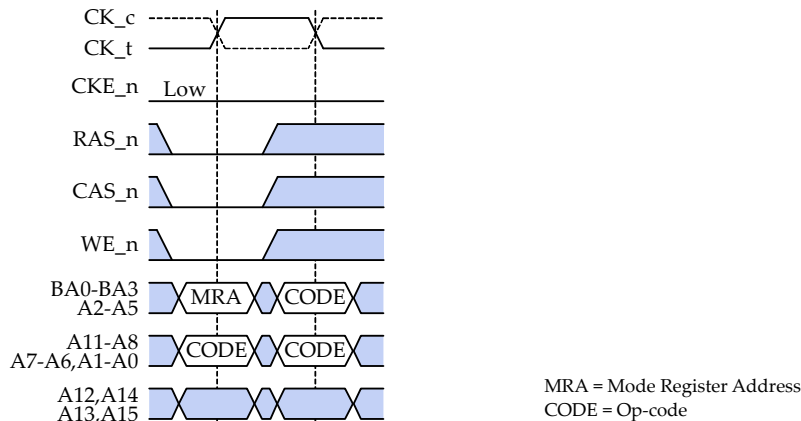 CK_c
CK_t
CKE_n Low
RAS_n
CAS_n
WE_n
BA0-BA3
A2-A5
MRA CODE
A11-A8
A7-A6,A1-A0
CODE CODE
A12,A14
A13,A15
MRA = Mode Register Address
CODE = Op-code